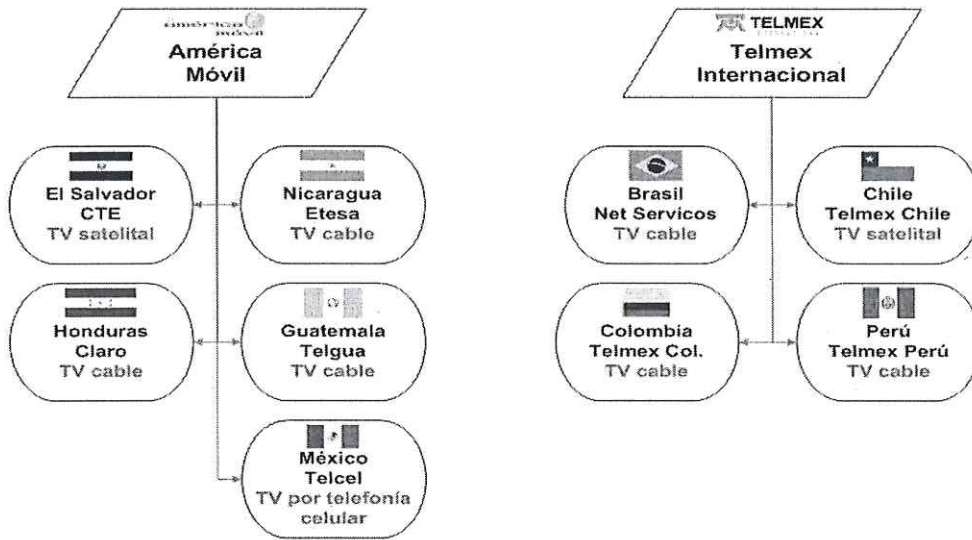 américa
móvil
América
Móvil
El Salvador
CTE
TV satelital
Nicaragua
Etesa
TV cable
Honduras
Claro
TV cable
Guatemala
Telgua
TV cable
México
Telcel
TV por telefonía
celular
TELMEX
Telmex
Internacional
Brasil
Net Servicos
TV cable
Chile
Telmex Chile
TV satelital
Colombia
Telmex Col.
TV cable
Perú
Telmex Perú
TV cable